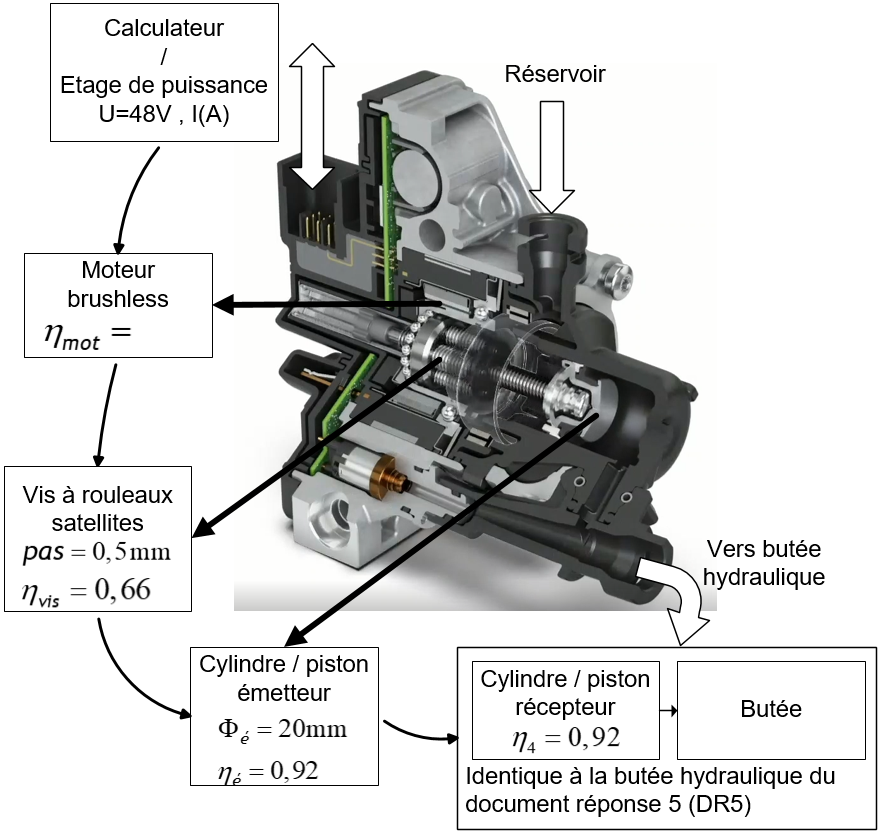 Calculateur
/
Etage de puissance
U=48V , I(A)
Réservoir
Moteur
brushless
η_mot =
Vis à rouleaux
satellites
pas = 0,5mm
η_vis = 0,66
Vers butée
hydraulique
Cylindre / piston
émetteur
Φ_é = 20mm
η_é = 0,92
Cylindre / piston
récepteur
η_4 = 0,92
Butée
Identique à la butée hydraulique du
document réponse 5 (DR5)